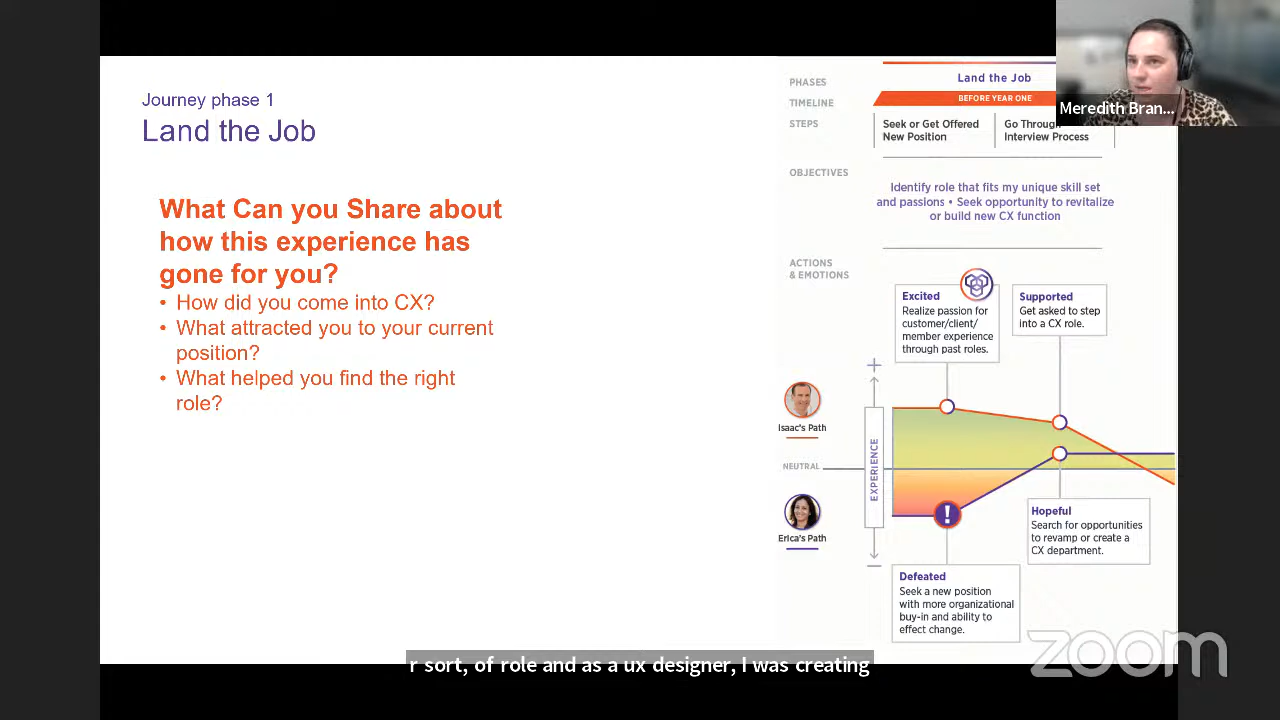 Journey phase 1
Land the Job
What Can you Share about
how this experience has
gone for you?
• How did you come into CX?
• What attracted you to your current
position?
• What helped you find the right
role?
PHASES
Land the Job
TIMELINE
BEFORE YEAR ONE
STEPS
Seek or Get Offered
New Position
Go Through
Interview Process
OBJECTIVES
Identify role that fits my unique skill set
and passions • Seek opportunity to revitalize
or build new CX function
ACTIONS
& EMOTIONS
Excited
Realize passion for
customer/client/
member experience
through past roles.
Supported
Get asked to step
into a CX role.
+
Isaac's Path
NEUTRAL
EXPERIENCE
Erica's Path
!
Hopeful
Search for opportunities
to revamp or create a
CX department.
–
Defeated
Seek a new position
with more organizational
buy-in and ability to
effect change.
Meredith Bran...
r sort, of role and as a ux designer, I was creating
zoom